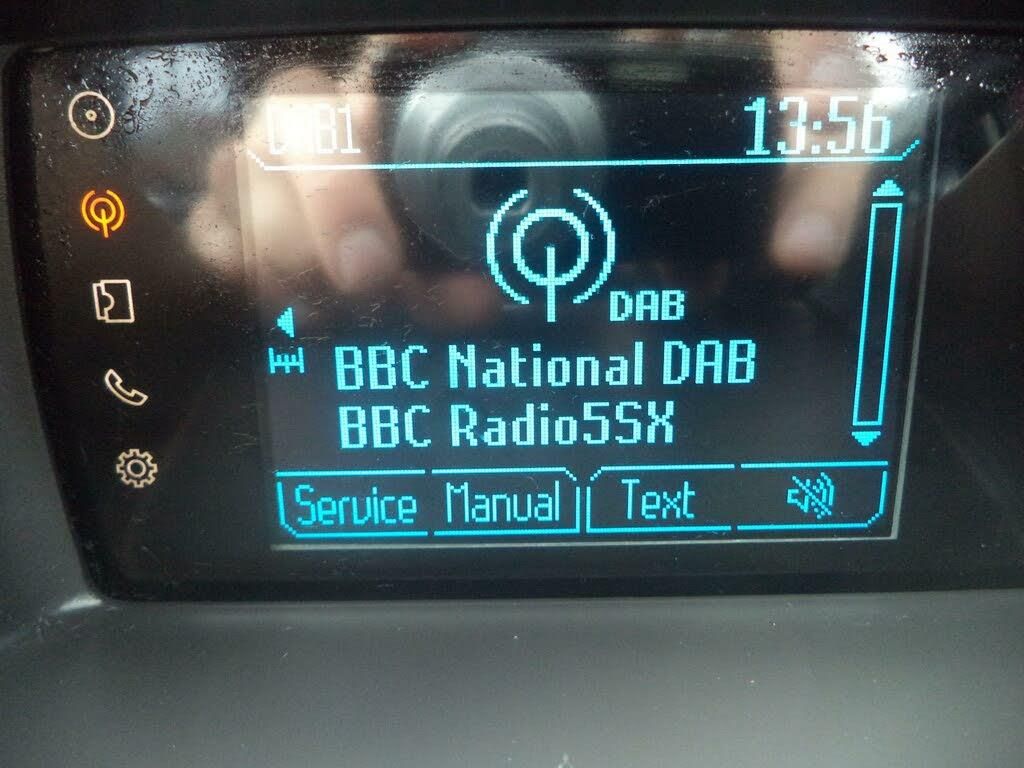 DAB1 13:56
DAB
BBC National DAB
BBC Radio5SX
Service Manual Text